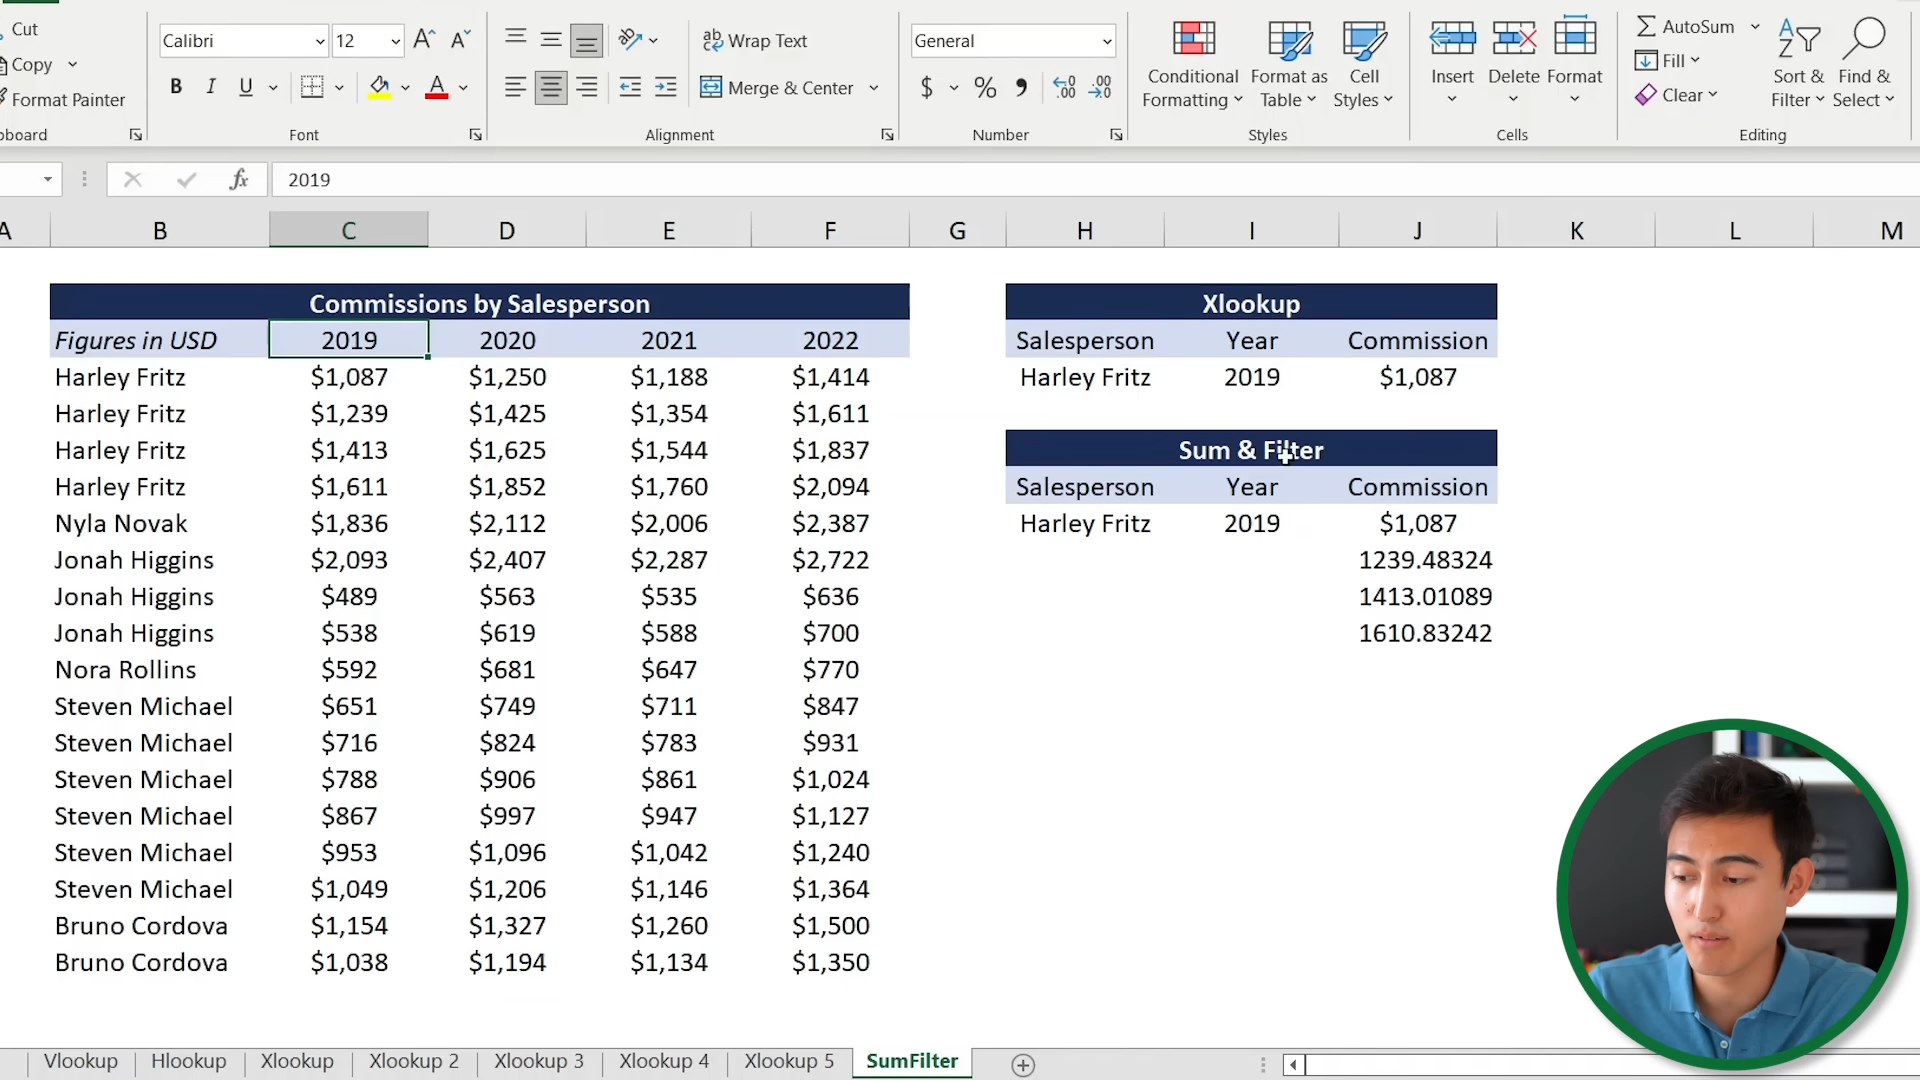 Cut
Copy
Format Painter
board
Calibri 12 A A
B I U A
Font
Wrap Text
Merge & Center
Alignment
General
$ % , .00 .00
Number
Conditional Formatting
Format as Table
Cell Styles
Styles
Insert Delete Format
Cells
AutoSum
Fill
Clear
Sort & Filter
Find & Select
Editing
fx 2019
A B C D E F G H I J K L M
Commissions by Salesperson
Figures in USD 2019 2020 2021 2022
Harley Fritz $1,087 $1,250 $1,188 $1,414
Harley Fritz $1,239 $1,425 $1,354 $1,611
Harley Fritz $1,413 $1,625 $1,544 $1,837
Harley Fritz $1,611 $1,852 $1,760 $2,094
Nyla Novak $1,836 $2,112 $2,006 $2,387
Jonah Higgins $2,093 $2,407 $2,287 $2,722
Jonah Higgins $489 $563 $535 $636
Jonah Higgins $538 $619 $588 $700
Nora Rollins $592 $681 $647 $770
Steven Michael $651 $749 $711 $847
Steven Michael $716 $824 $783 $931
Steven Michael $788 $906 $861 $1,024
Steven Michael $867 $997 $947 $1,127
Steven Michael $953 $1,096 $1,042 $1,240
Steven Michael $1,049 $1,206 $1,146 $1,364
Bruno Cordova $1,154 $1,327 $1,260 $1,500
Bruno Cordova $1,038 $1,194 $1,134 $1,350
Xlookup
Salesperson Year Commission
Harley Fritz 2019 $1,087
Sum & Filter
Salesperson Year Commission
Harley Fritz 2019 $1,087
1239.48324
1413.01089
1610.83242
Vlookup Hlookup Xlookup Xlookup 2 Xlookup 3 Xlookup 4 Xlookup 5 SumFilter